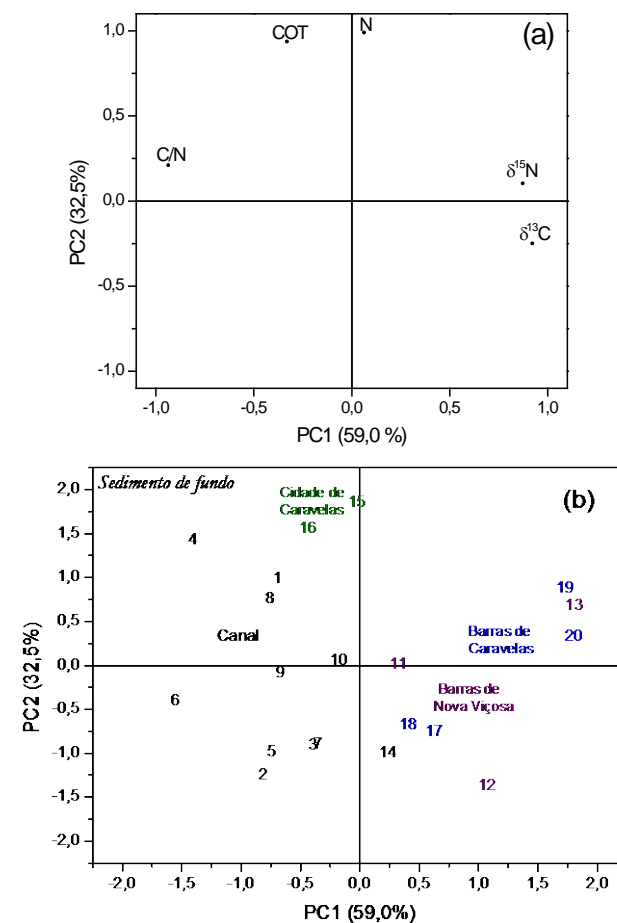 (a)
1,0
0,5
0,0
-0,5
-1,0
PC2 (32,5%)
COT
N
C/N
δ¹⁵N
δ¹³C
-1,0 -0,5 0,0 0,5 1,0
PC1 (59,0 %)
Sedimento de fundo
(b)
2,0
1,5
1,0
0,5
0,0
-0,5
-1,0
-1,5
-2,0
PC2 (32,5%)
Cidade de
Caravelas
15
16
4
1
8
19
13
Canal
Barras de
Caravelas
20
10
11
9
6
Barras de
Nova Viçosa
18
17
3
7
5
14
2
12
-2,0 -1,5 -1,0 -0,5 0,0 0,5 1,0 1,5 2,0
PC1 (59,0%)